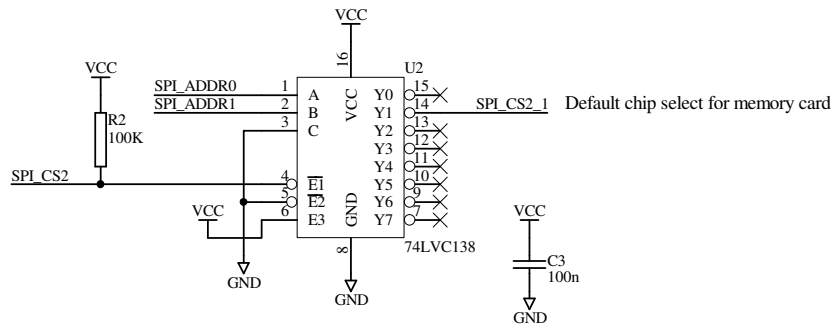 VCC
16
VCC
U2
VCC
SPI_ADDR0 1 A Y0 15
SPI_ADDR1 2 B Y1 14 SPI_CS2_1 Default chip select for memory card
R2 3 C Y2 13
100K Y3 12
Y4 11
SPI_CS2 4 E1 Y5 10
5 E2 Y6 9
VCC 6 E3 GND Y7 7 VCC
8 74LVC138
C3
100n
GND
GND
GND